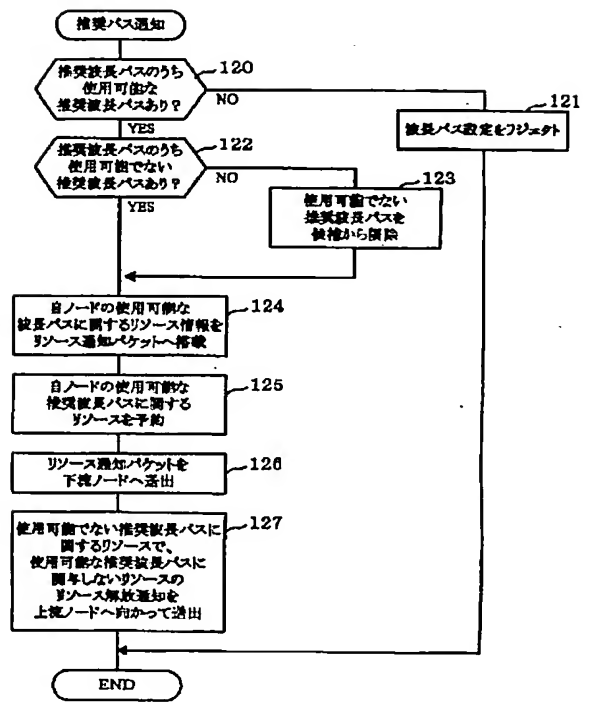 推奨パス通知
推奨波長パスのうち
使用可能な
推奨波長パスあり?
120
NO
YES
121
波長パス設定をリジェクト
推奨波長パスのうち
使用可能でない
推奨波長パスあり?
122
NO
YES
123
使用可能でない
推奨波長パスを
候補から削除
自ノードの使用可能な
波長パスに関するリソース情報を
リソース通知パケットへ搭載
124
自ノードの使用可能な
推奨波長パスに関する
リソースを予約
125
リソース通知パケットを
下流ノードへ送出
126
使用可能でない推奨波長パスに
関するリソースで、
使用可能な推奨波長パスに
関与しないリソースの
リソース解放通知を
上流ノードへ向かって送出
127
END